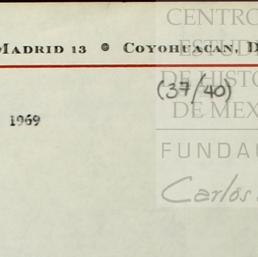 CENTRO
MADRID 13 ● COYOHUACAN, D
ESTUD
DE HISTO
(37/40)
DE MEX
1969
FUNDAC
Carlos